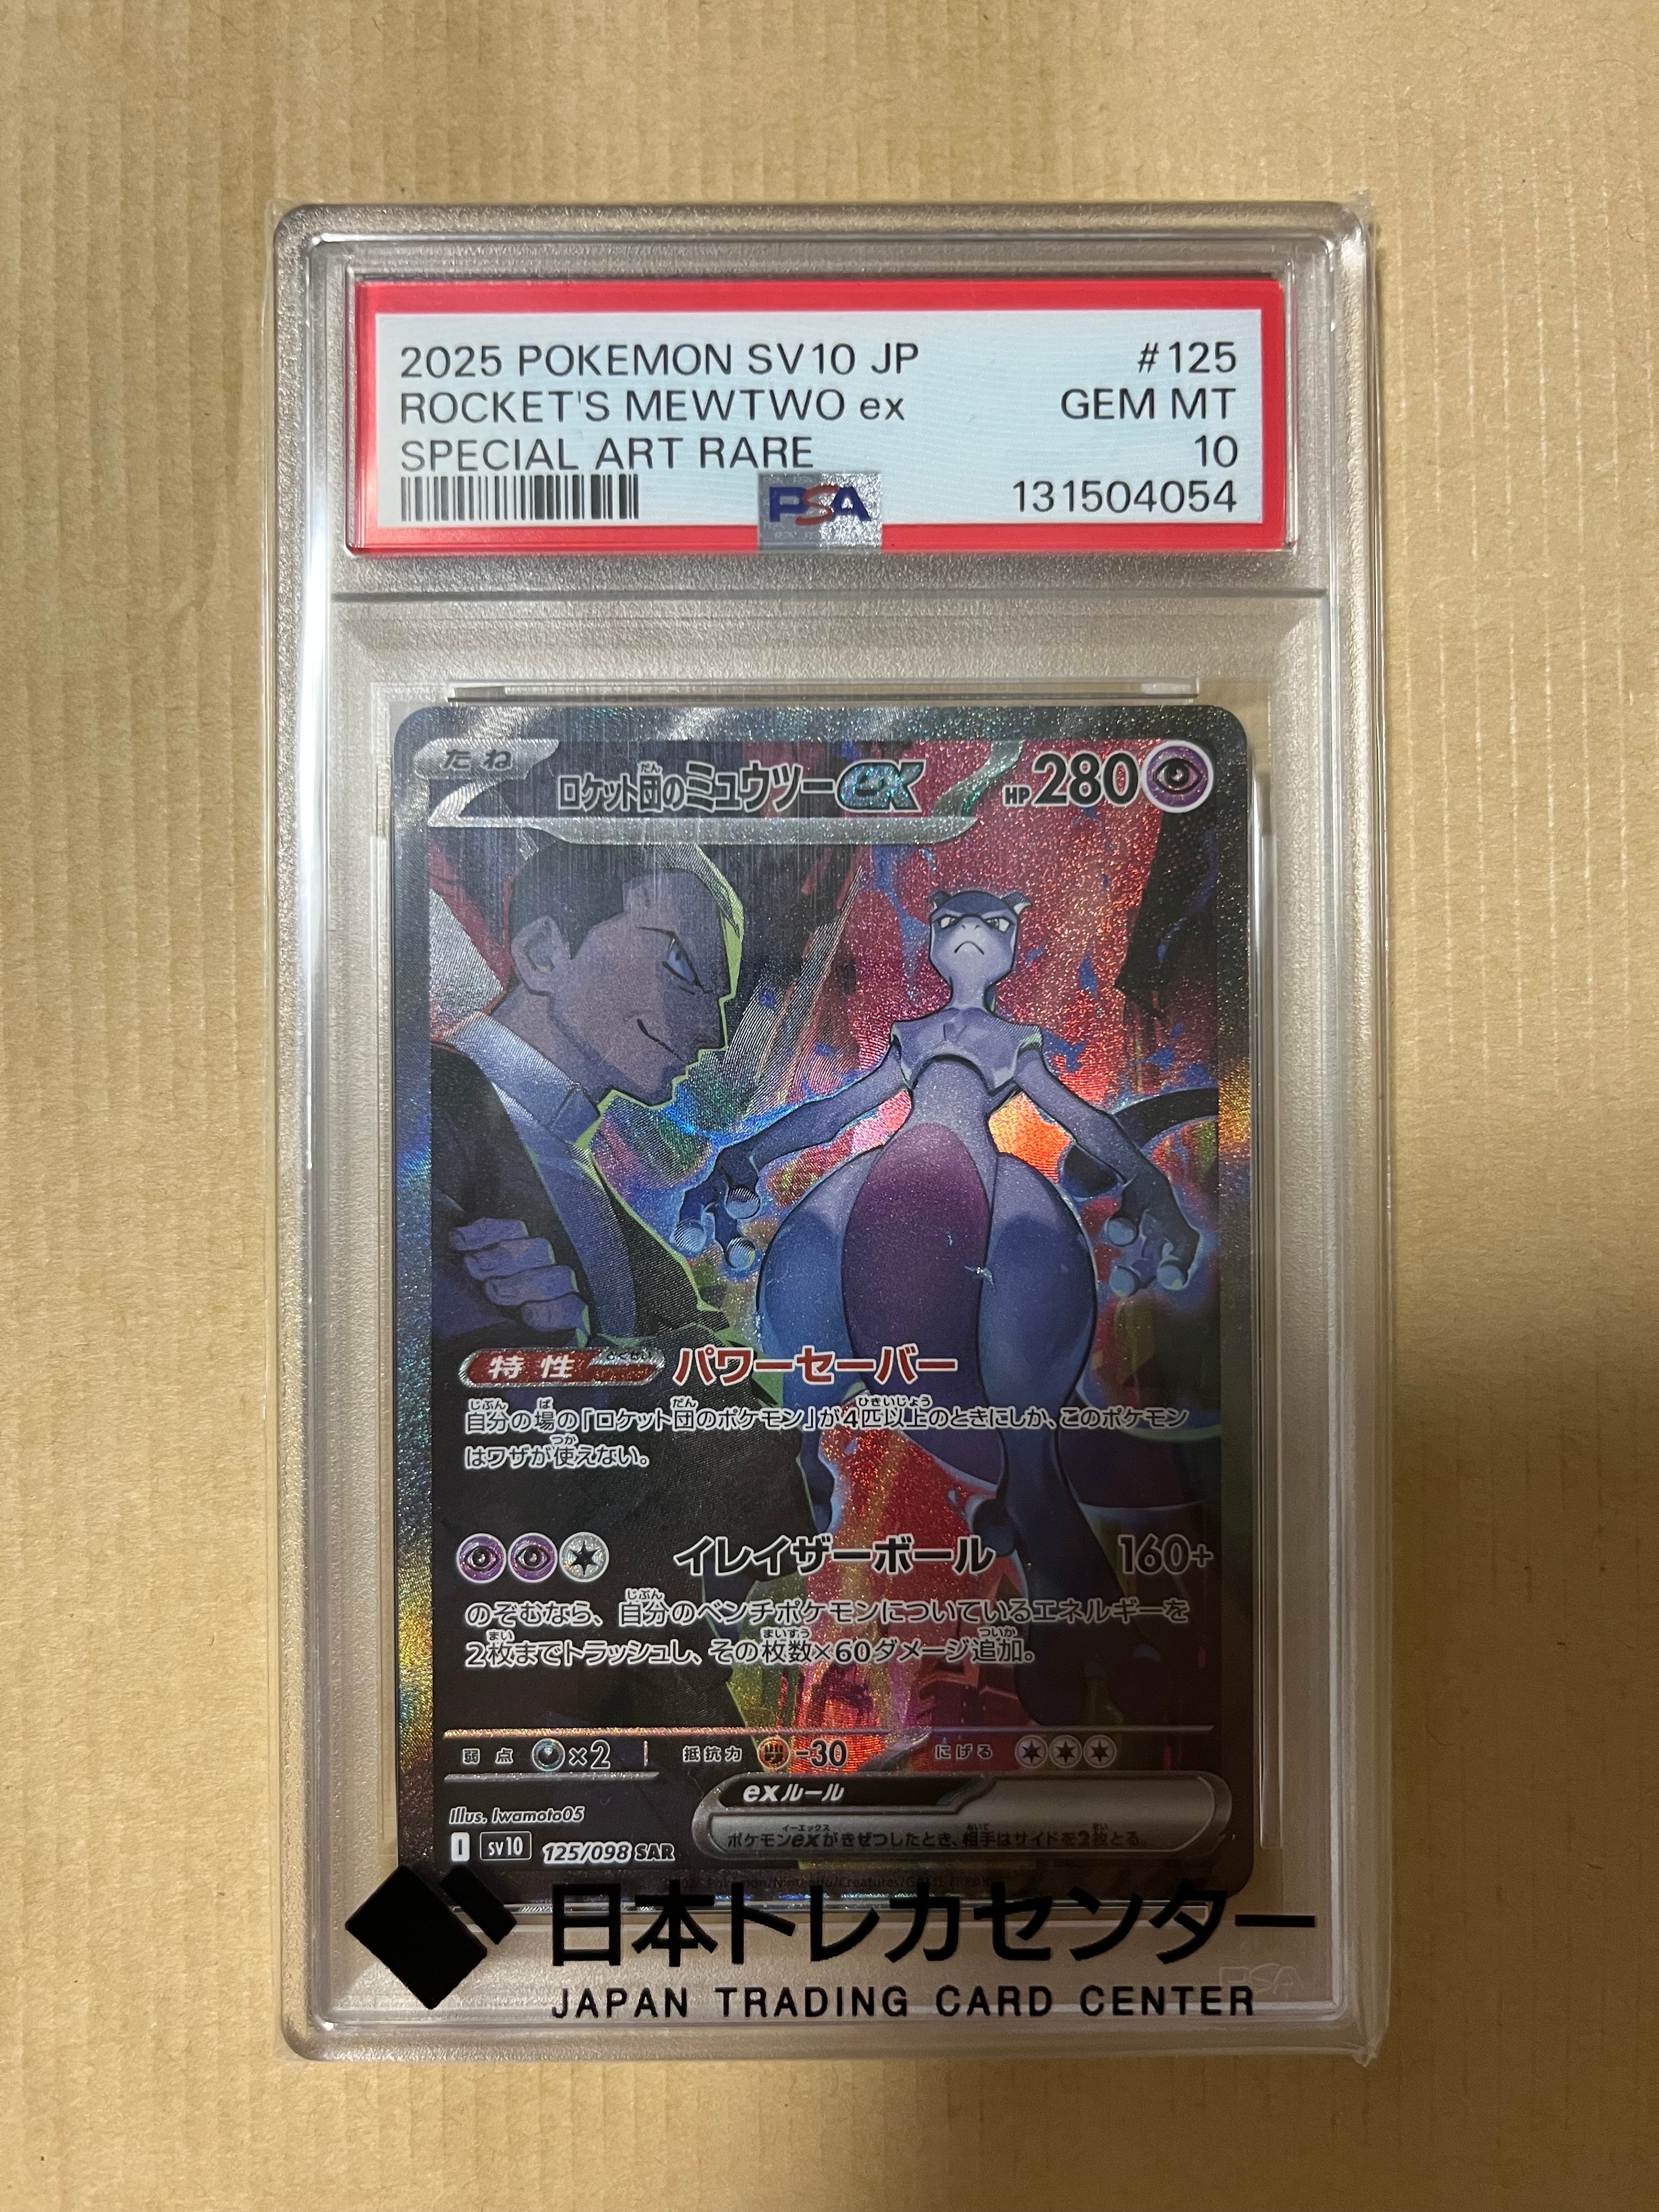 2025 POKEMON SV10 JP #125
ROCKET'S MEWTWO ex GEM MT
SPECIAL ART RARE 10
PSA 131504054
たね ロケット団のミュウツーex HP280
だん
特性 パワーセーバー
自分の場の「ロケット団のポケモン」が4匹以上のときにしか、このポケモン
はワザが使えない。
イレイザーボール 160+
のぞむなら、自分のベンチポケモンについているエネルギーを
2枚までトラッシュし、その枚数×60ダメージ追加。
弱点 ×2 抵抗力 -30 にげる
exルール
ポケモンexがきぜつしたとき、相手はサイドを2枚とる。
Illus. Iwamoto05
I SV10 125/098 SAR
日本トレカセンター
JAPAN TRADING CARD CENTER